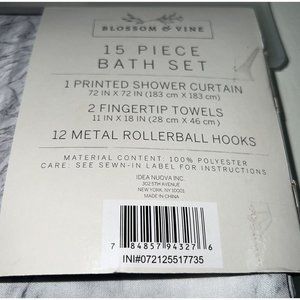 BLOSSOM & VINE
15 PIECE
BATH SET
1 PRINTED SHOWER CURTAIN
72 IN X 72 IN (183 cm X 183 cm)
2 FINGERTIP TOWELS
11 IN X 18 IN (28 cm X 46 cm)
12 METAL ROLLERBALL HOOKS
MATERIAL CONTENT: 100% POLYESTER
CARE: SEE SEWN-IN LABEL FOR INSTRUCTIONS
IDEA NUOVA INC.
302 5TH AVENUE
NEW YORK, NY 10001
MADE IN CHINA
7 84857 94327 6
INI#072125517735